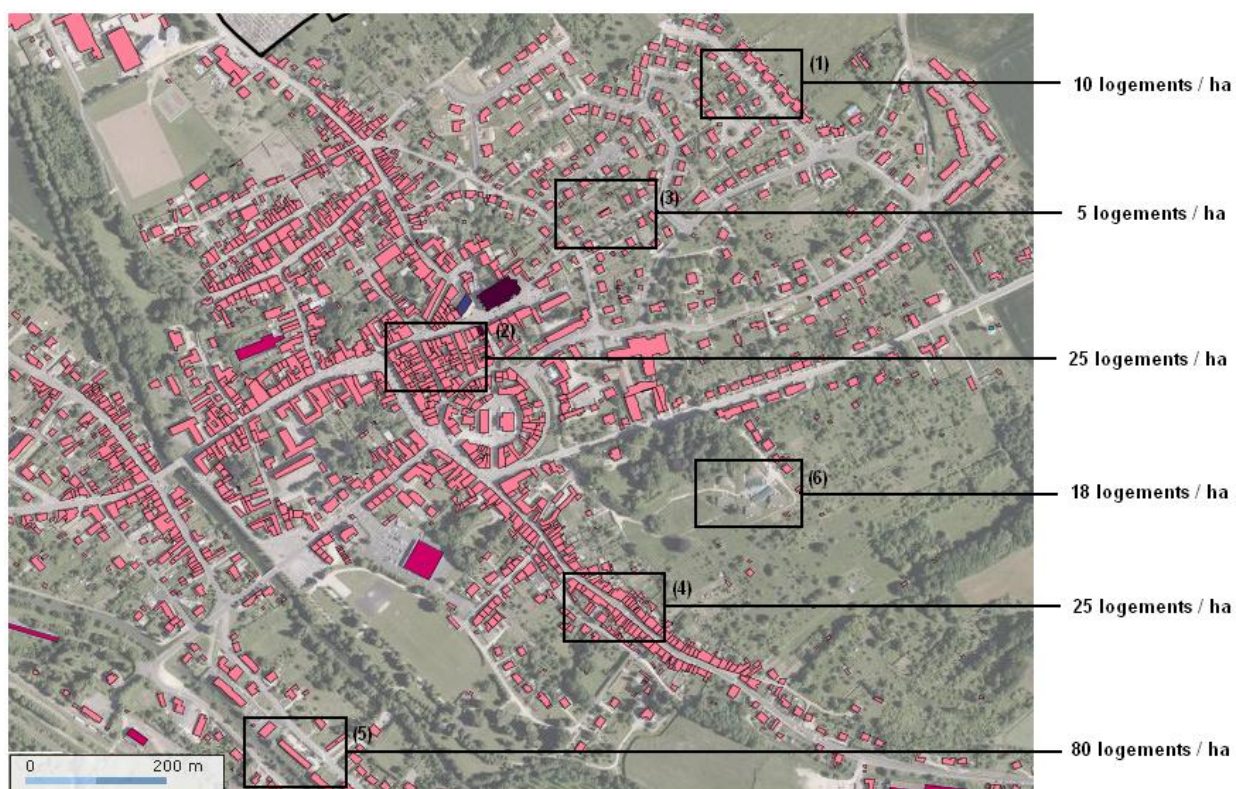 (1)
10 logements / ha
(3)
5 logements / ha
(2)
25 logements / ha
(6)
18 logements / ha
(4)
25 logements / ha
(5)
80 logements / ha
0 200 m